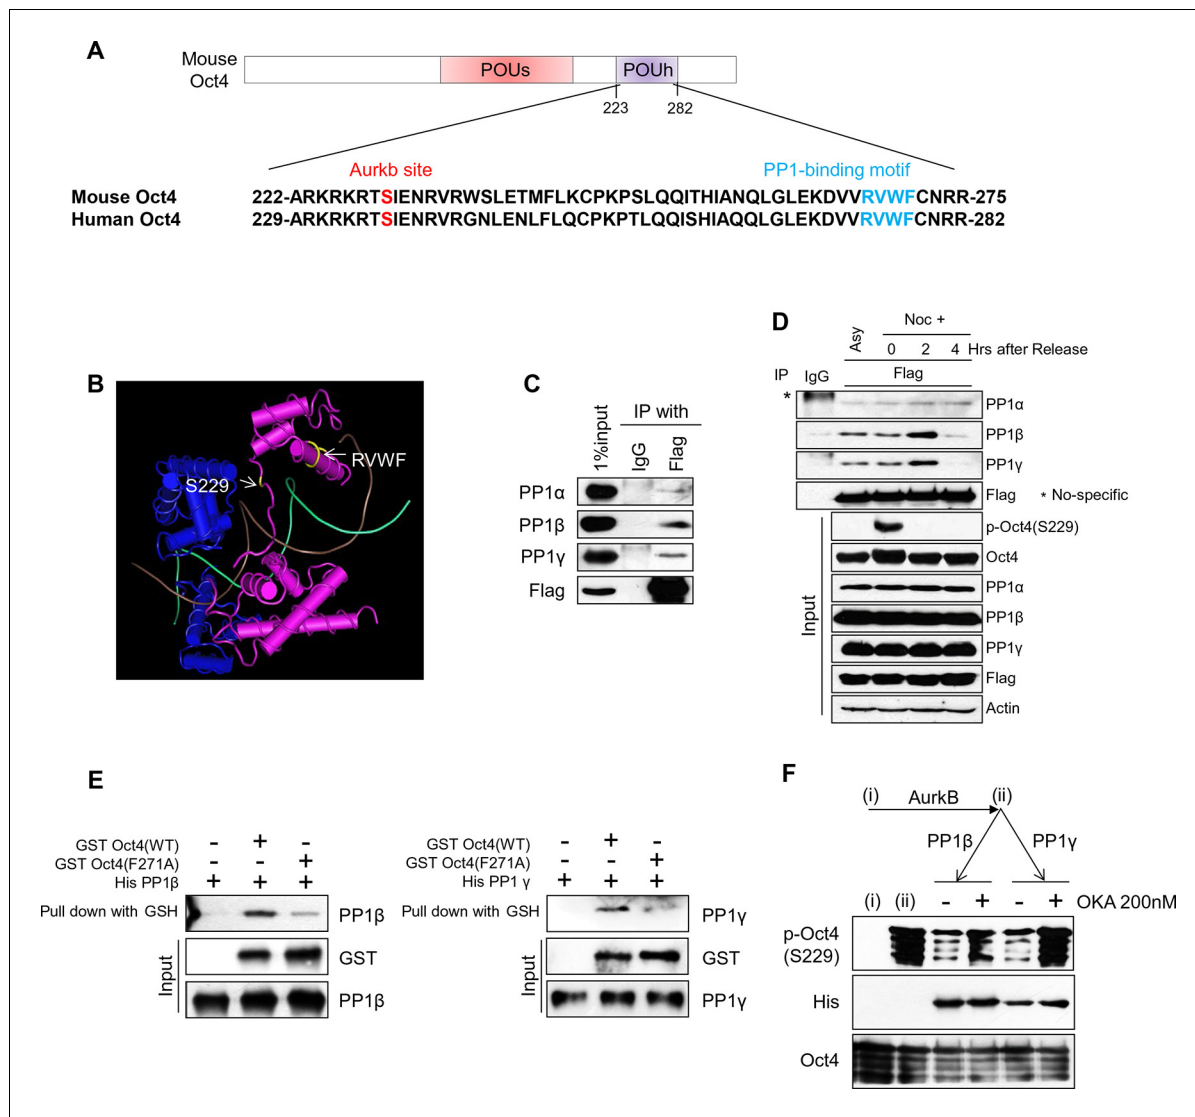 A
Mouse Oct4
POUs
POUh
223
282
Aurkb site
PP1-binding motif
Mouse Oct4
222-ARKRKRTSIENRVRWSLETMFLKCPKPSLQQITHIANQLGLEKDVVRVWFCNRR-275
Human Oct4
229-ARKRKRTSIENRVRGNLENLFLQCPKPTLQQISHIAQQLGLEKDVVRVWFCNRR-282
B
RVWF
S229
C
IP with
1%input
IgG
Flag
PP1α
PP1β
PP1γ
Flag
D
Noc +
Asy
0 2 4 Hrs after Release
IP IgG Flag
*
PP1α
PP1β
PP1γ
Flag
* No-specific
Input
p-Oct4(S229)
Oct4
PP1α
PP1β
PP1γ
Flag
Actin
E
GST Oct4(WT) - + -
GST Oct4(F271A) - - +
His PP1β + + +
Pull down with GSH
PP1β
Input
GST
PP1β
GST Oct4(WT) - + -
GST Oct4(F271A) - - +
His PP1 γ + + +
Pull down with GSH
PP1γ
Input
GST
PP1γ
F
(i) AurkB (ii)
PP1β PP1γ
(i) (ii) - + - + OKA 200nM
p-Oct4
(S229)
His
Oct4